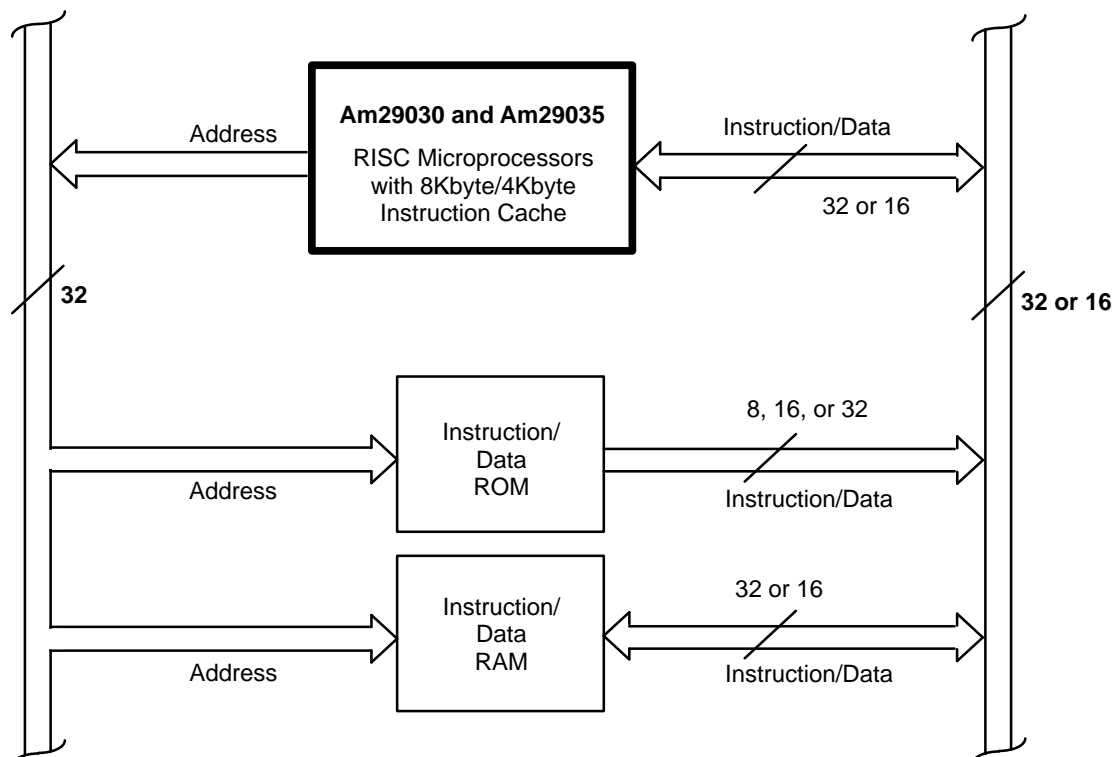 Am29030 and Am29035
RISC Microprocessors
with 8Kbyte/4Kbyte
Instruction Cache
Address
Instruction/Data
32 or 16
32
32 or 16
Instruction/
Data
ROM
Address
8, 16, or 32
Instruction/Data
Instruction/
Data
RAM
Address
32 or 16
Instruction/Data